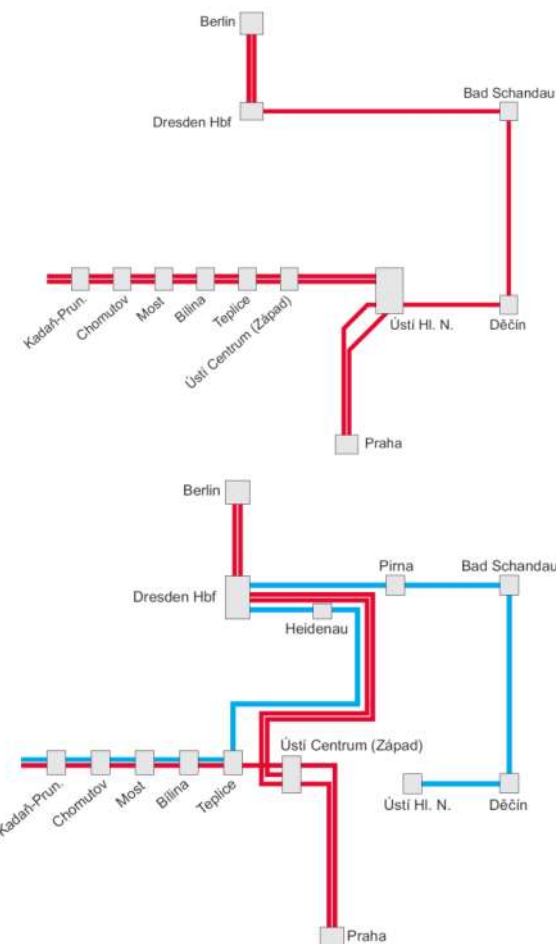 Berlin
Bad Schandau
Dresden Hbf
Kadaň-Prun.
Chomutov
Most
Bílina
Teplice
Ústí Centrum (Západ)
Ústí Hl. N.
Děčín
Praha
Berlin
Pirna
Bad Schandau
Dresden Hbf
Heidenau
Ústí Centrum (Západ)
Kadaň-Prun.
Chomutov
Most
Bílina
Teplice
Ústí Hl. N.
Děčín
Praha